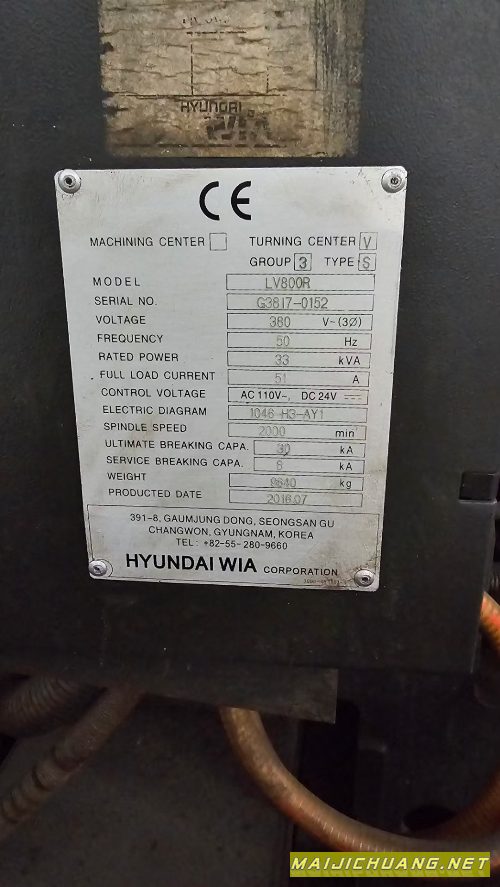 HYUNDAI
WIA
CE
MACHINING CENTER TURNING CENTER V
GROUP 3 TYPE S
MODEL LV800R
SERIAL NO. G3817-0152
VOLTAGE 380 V~(3Ø)
FREQUENCY 50 Hz
RATED POWER 33 kVA
FULL LOAD CURRENT 51 A
CONTROL VOLTAGE AC 110V~, DC 24V
ELECTRIC DIAGRAM 1046-H3-AY1
SPINDLE SPEED 2000 min
ULTIMATE BREAKING CAPA. 30 kA
SERVICE BREAKING CAPA. 8 kA
WEIGHT 9640 kg
PRODUCTED DATE 2016.07
391-8, GAUMJUNG DONG, SEONGSAN GU
CHANGWON, GYUNGNAM, KOREA
TEL: +82-55-280-9660
HYUNDAI WIA CORPORATION
MAIJICHUANG.NET